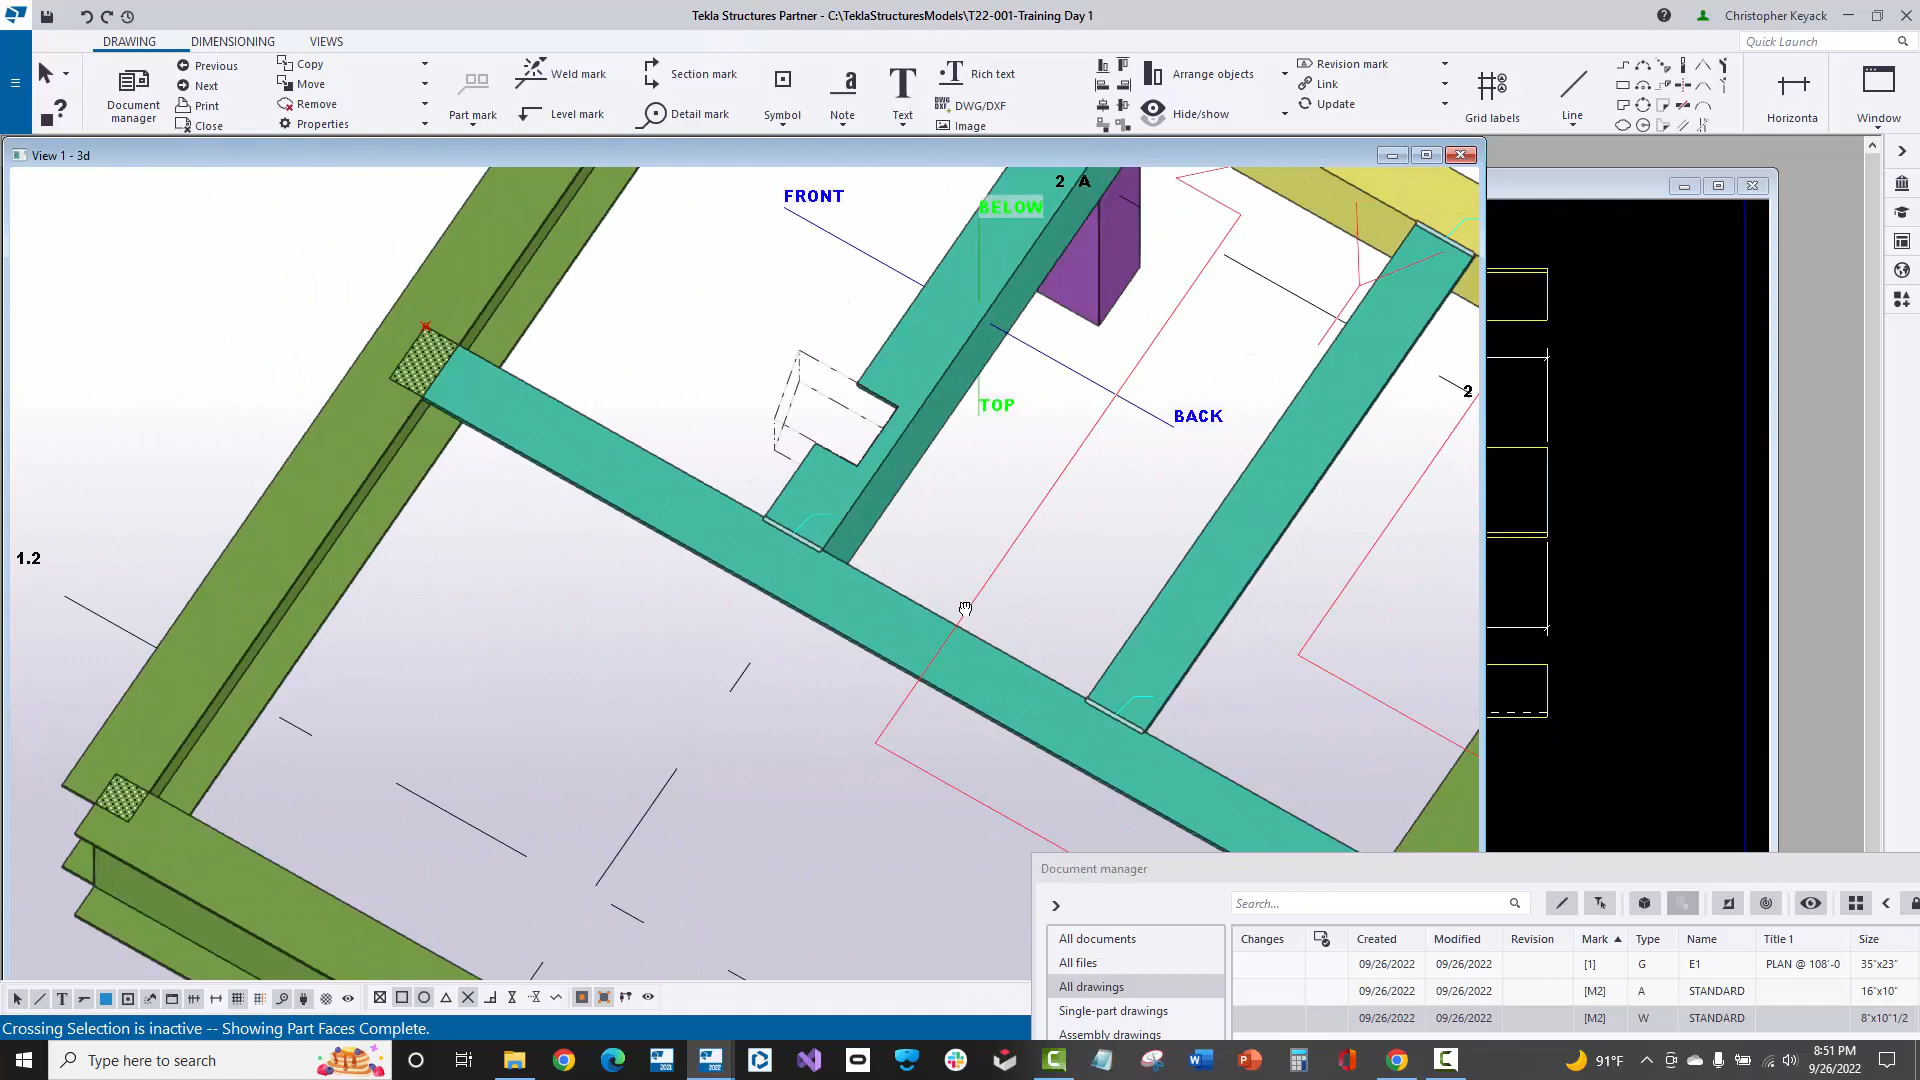 Tekla Structures Partner - C:\TeklaStructuresModels\T22-001-Training Day 1
Christopher Keyack
DRAWING
DIMENSIONING
VIEWS
Quick Launch
Document manager
Previous
Next
Print
Close
Copy
Move
Remove
Properties
Part mark
Weld mark
Level mark
Section mark
Detail mark
Symbol
Note
Text
Rich text
DWG/DXF
Image
Arrange objects
Hide/show
Revision mark
Link
Update
Grid labels
Line
Horizonta
Window
View 1 - 3d
FRONT
2 A
BELOW
TOP
BACK
2
1.2
Document manager
Search...
All documents
All files
All drawings
Single-part drawings
Assembly drawings
Changes Created Modified Revision Mark Type Name Title 1 Size
09/26/2022 09/26/2022 [1] G E1 PLAN @ 108'-0 35"x23"
09/26/2022 09/26/2022 [M2] A STANDARD 16"x10"
09/26/2022 09/26/2022 [M2] W STANDARD 8"x10"1/2
Crossing Selection is inactive -- Showing Part Faces Complete.
Type here to search
2021
2022
91°F
8:51 PM
9/26/2022